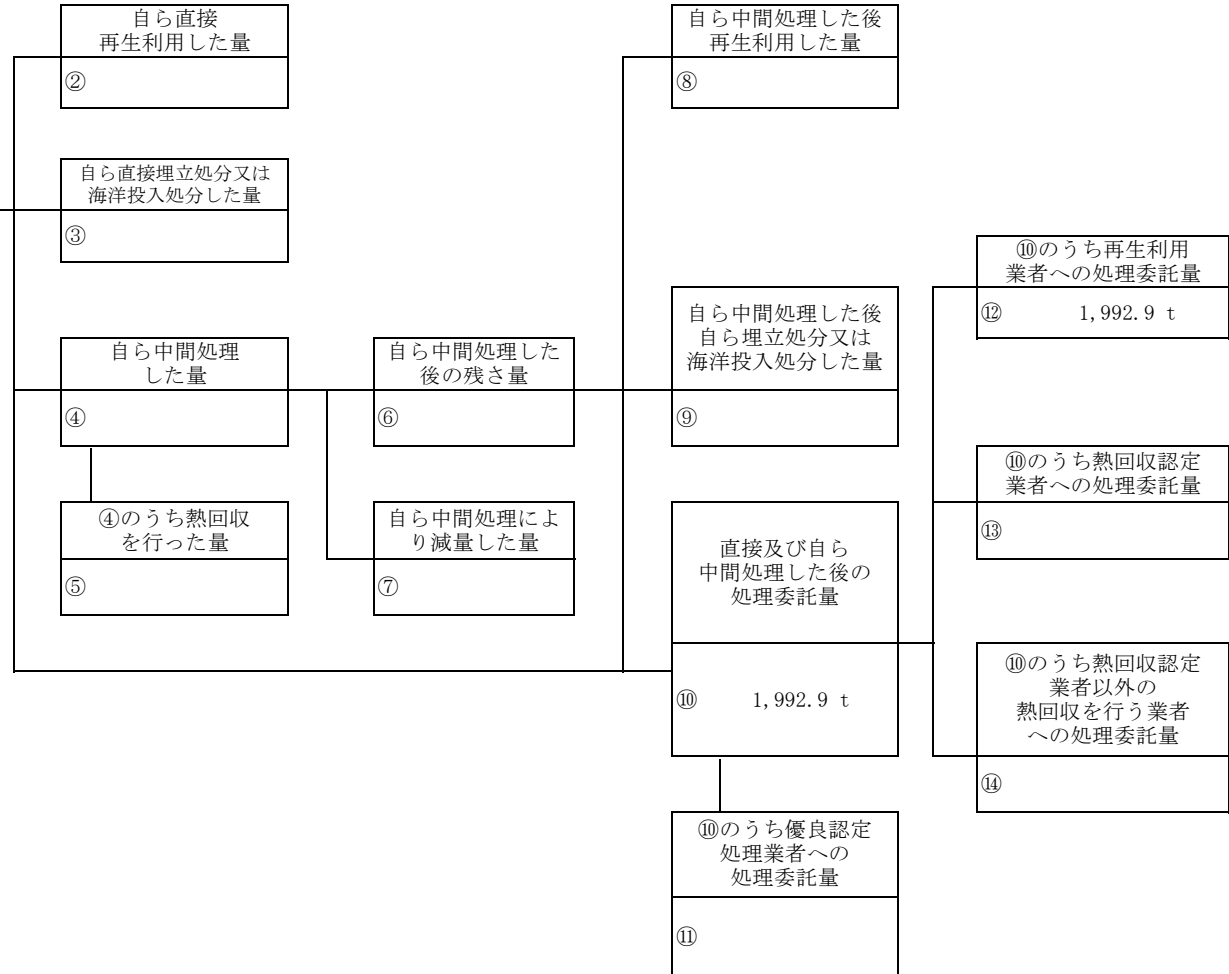 自ら直接
再生利用した量
②
自ら直接埋立処分又は
海洋投入処分した量
③
自ら中間処理
した量
④
④のうち熱回収
を行った量
⑤
自ら中間処理した
後の残さ量
⑥
自ら中間処理によ
り減量した量
⑦
自ら中間処理した後
再生利用した量
⑧
自ら中間処理した後
自ら埋立処分又は
海洋投入処分した量
⑨
直接及び自ら
中間処理した後の
処理委託量
⑩ 1,992.9 t
⑩のうち優良認定
処理業者への
処理委託量
⑪
⑩のうち再生利用
業者への処理委託量
⑫ 1,992.9 t
⑩のうち熱回収認定
業者への処理委託量
⑬
⑩のうち熱回収認定
業者以外の
熱回収を行う業者
への処理委託量
⑭